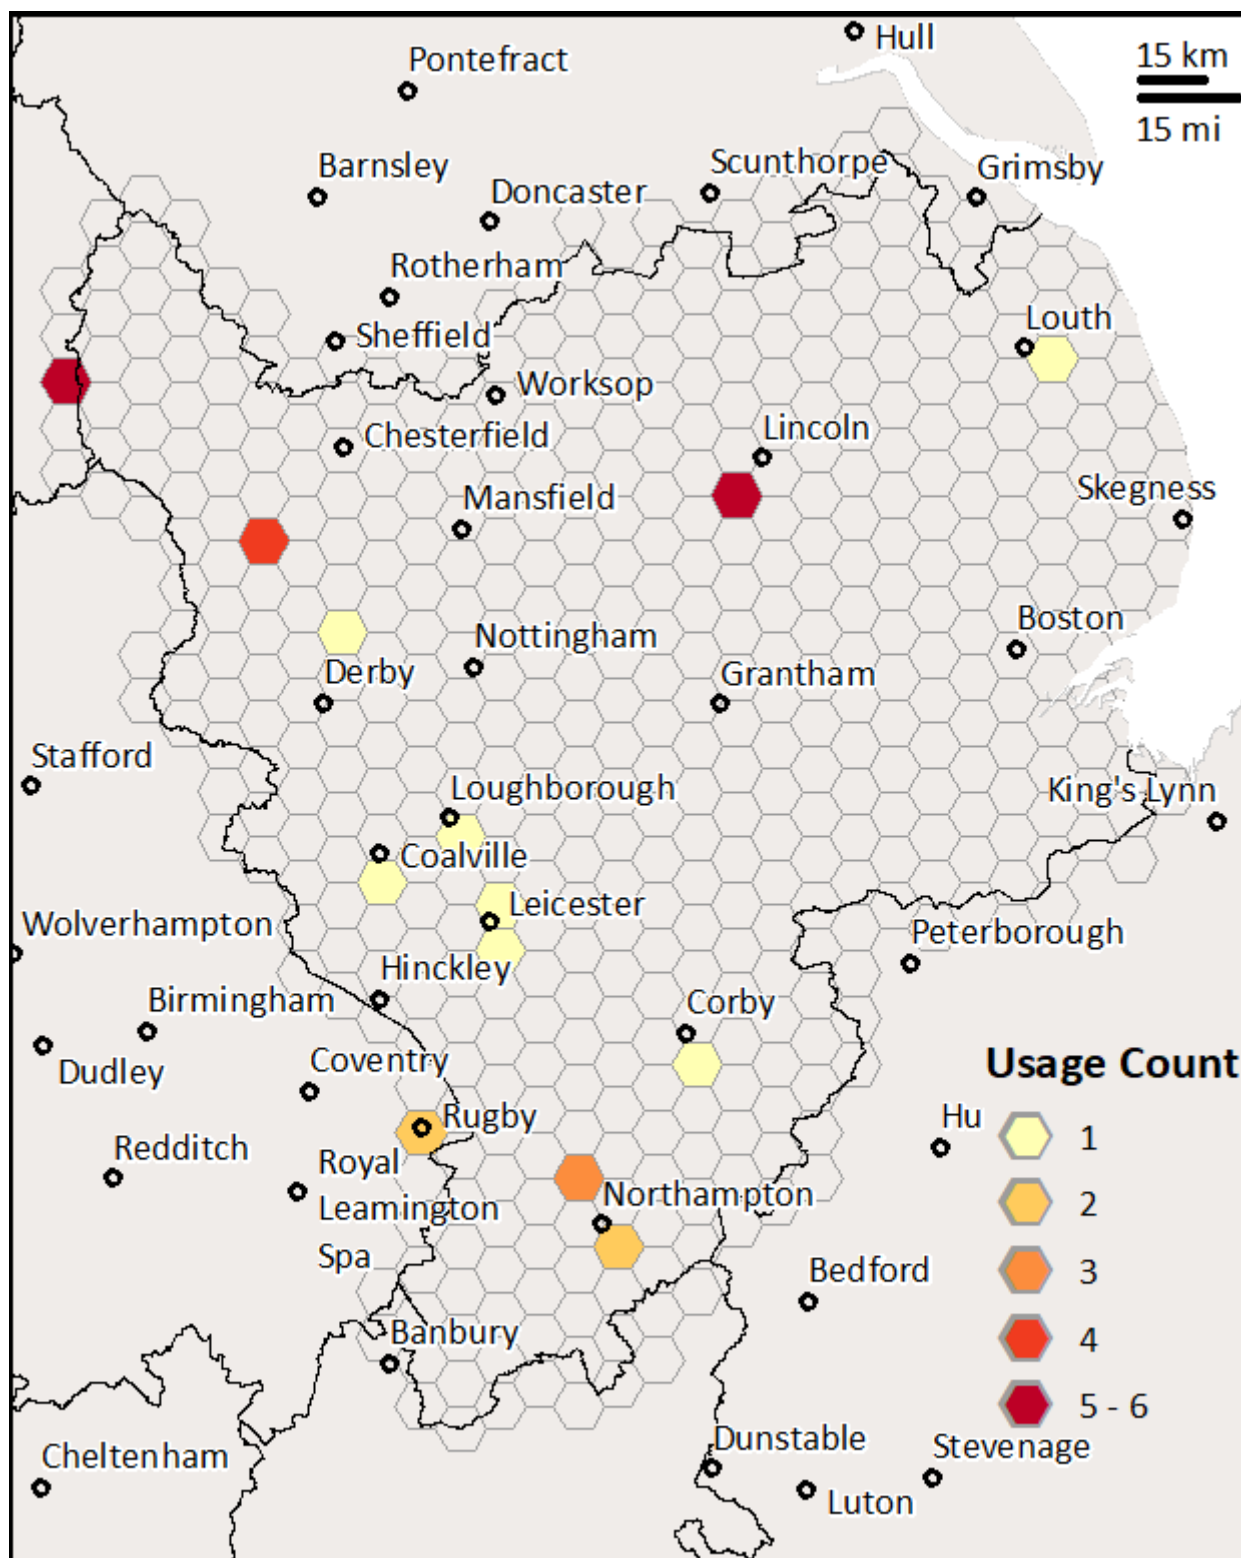 Hull
15 km
Pontefract
15 mi
Barnsley
Scunthorpe
Grimsby
Doncaster
Rotherham
Louth
Sheffield
Worksop
Lincoln
Chesterfield
Skegness
Mansfield
Boston
Nottingham
Derby
Grantham
Stafford
Loughborough
King's Lynn
Coalville
Leicester
Wolverhampton
Peterborough
Hinckley
Birmingham
Corby
Dudley
Coventry
Usage Count
Rugby
Hu
1
Redditch
Royal
Leamington
Spa
Northampton
2
Bedford
3
Banbury
4
5 - 6
Dunstable
Stevenage
Cheltenham
Luton